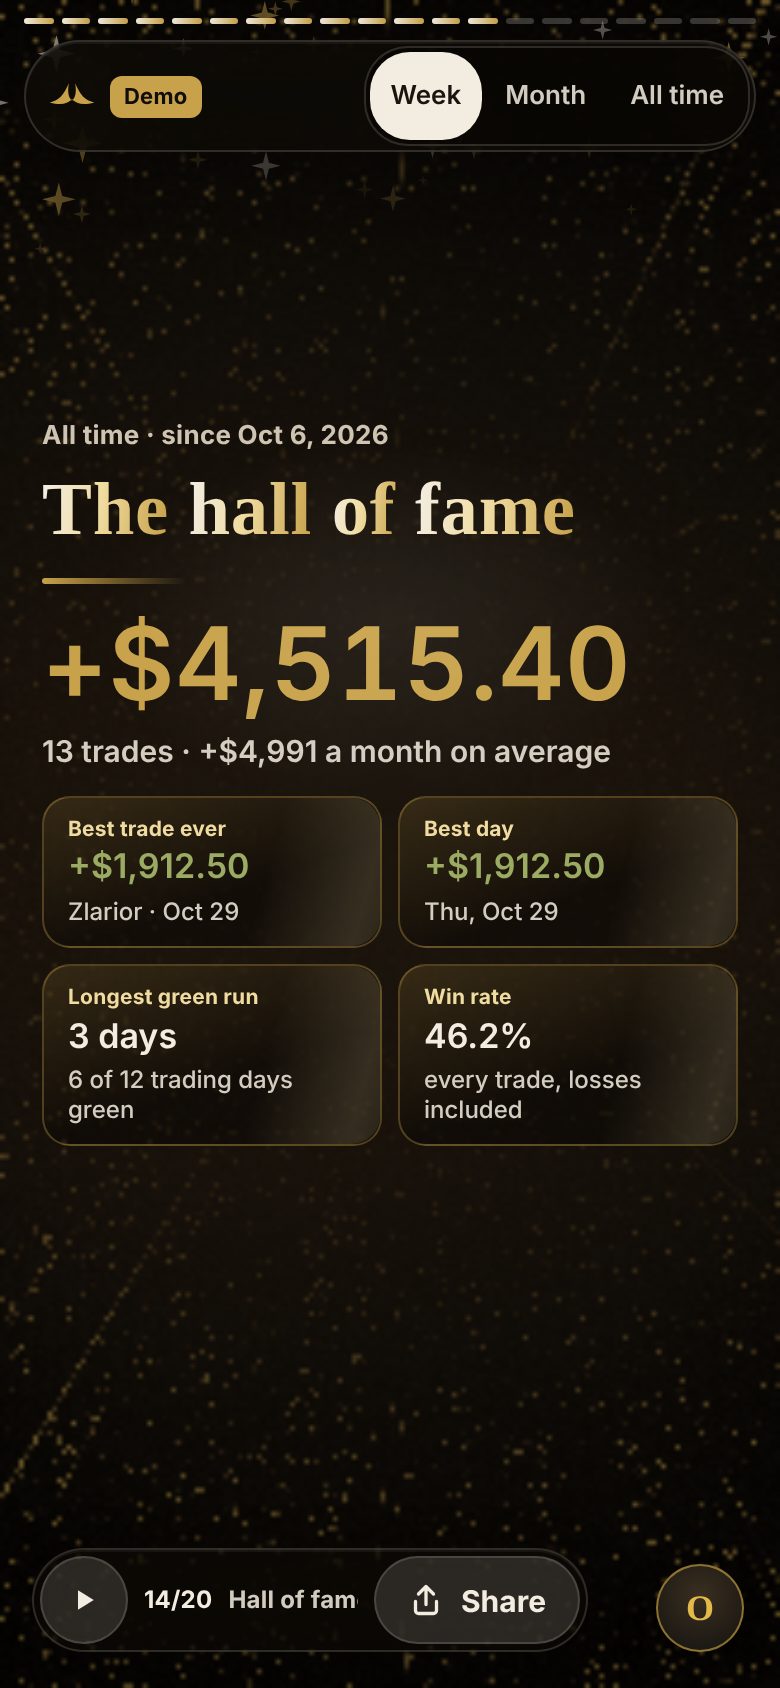 Demo
Week Month All time
All time · since Oct 6, 2026
The hall of fame
+$4,515.40
13 trades · +$4,991 a month on average
Best trade ever
+$1,912.50
Zlarior · Oct 29
Best day
+$1,912.50
Thu, Oct 29
Longest green run
3 days
6 of 12 trading days
green
Win rate
46.2%
every trade, losses
included
14/20 Hall of fam
Share
O